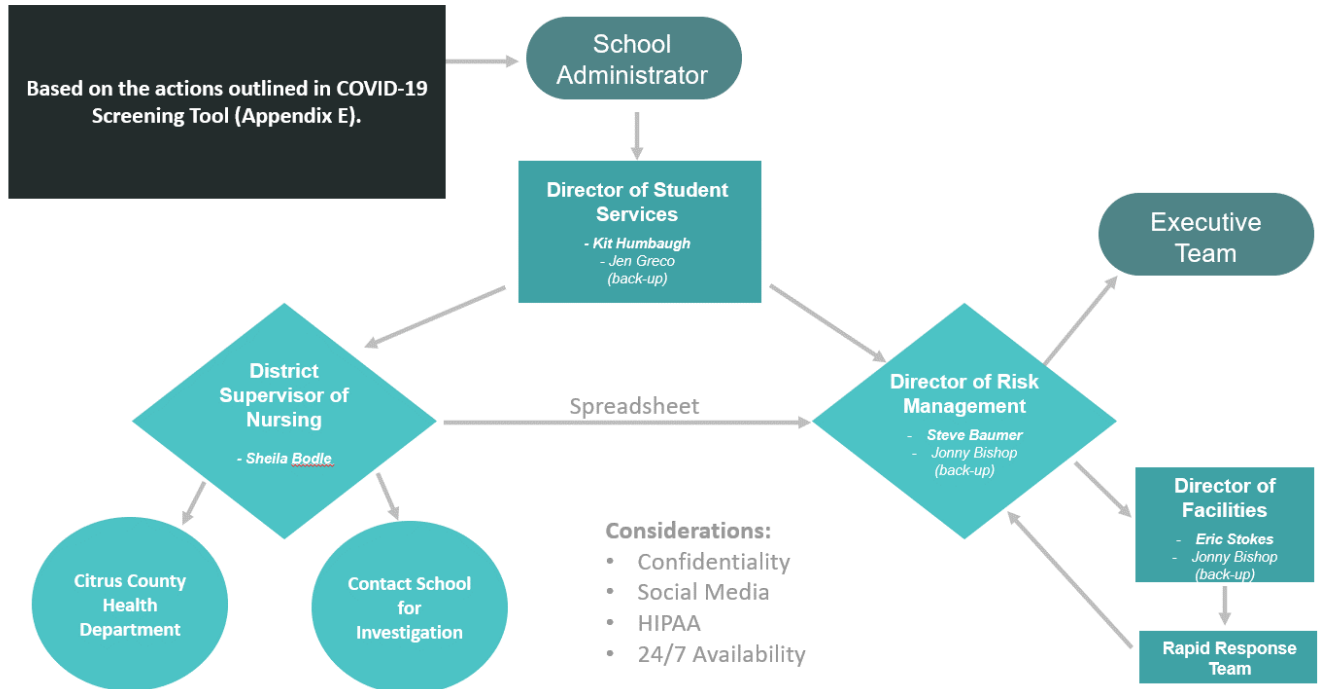 Based on the actions outlined in COVID-19
Screening Tool (Appendix E).
School
Administrator
Director of Student
Services
- Kit Humbaugh
- Jen Greco
(back-up)
Executive
Team
District
Supervisor of
Nursing
- Sheila Bodle
Spreadsheet
Director of Risk
Management
- Steve Baumer
- Jonny Bishop
(back-up)
Director of
Facilities
- Eric Stokes
- Jonny Bishop
(back-up)
Citrus County
Health
Department
Contact School
for
Investigation
Considerations:
• Confidentiality
• Social Media
• HIPAA
• 24/7 Availability
Rapid Response
Team